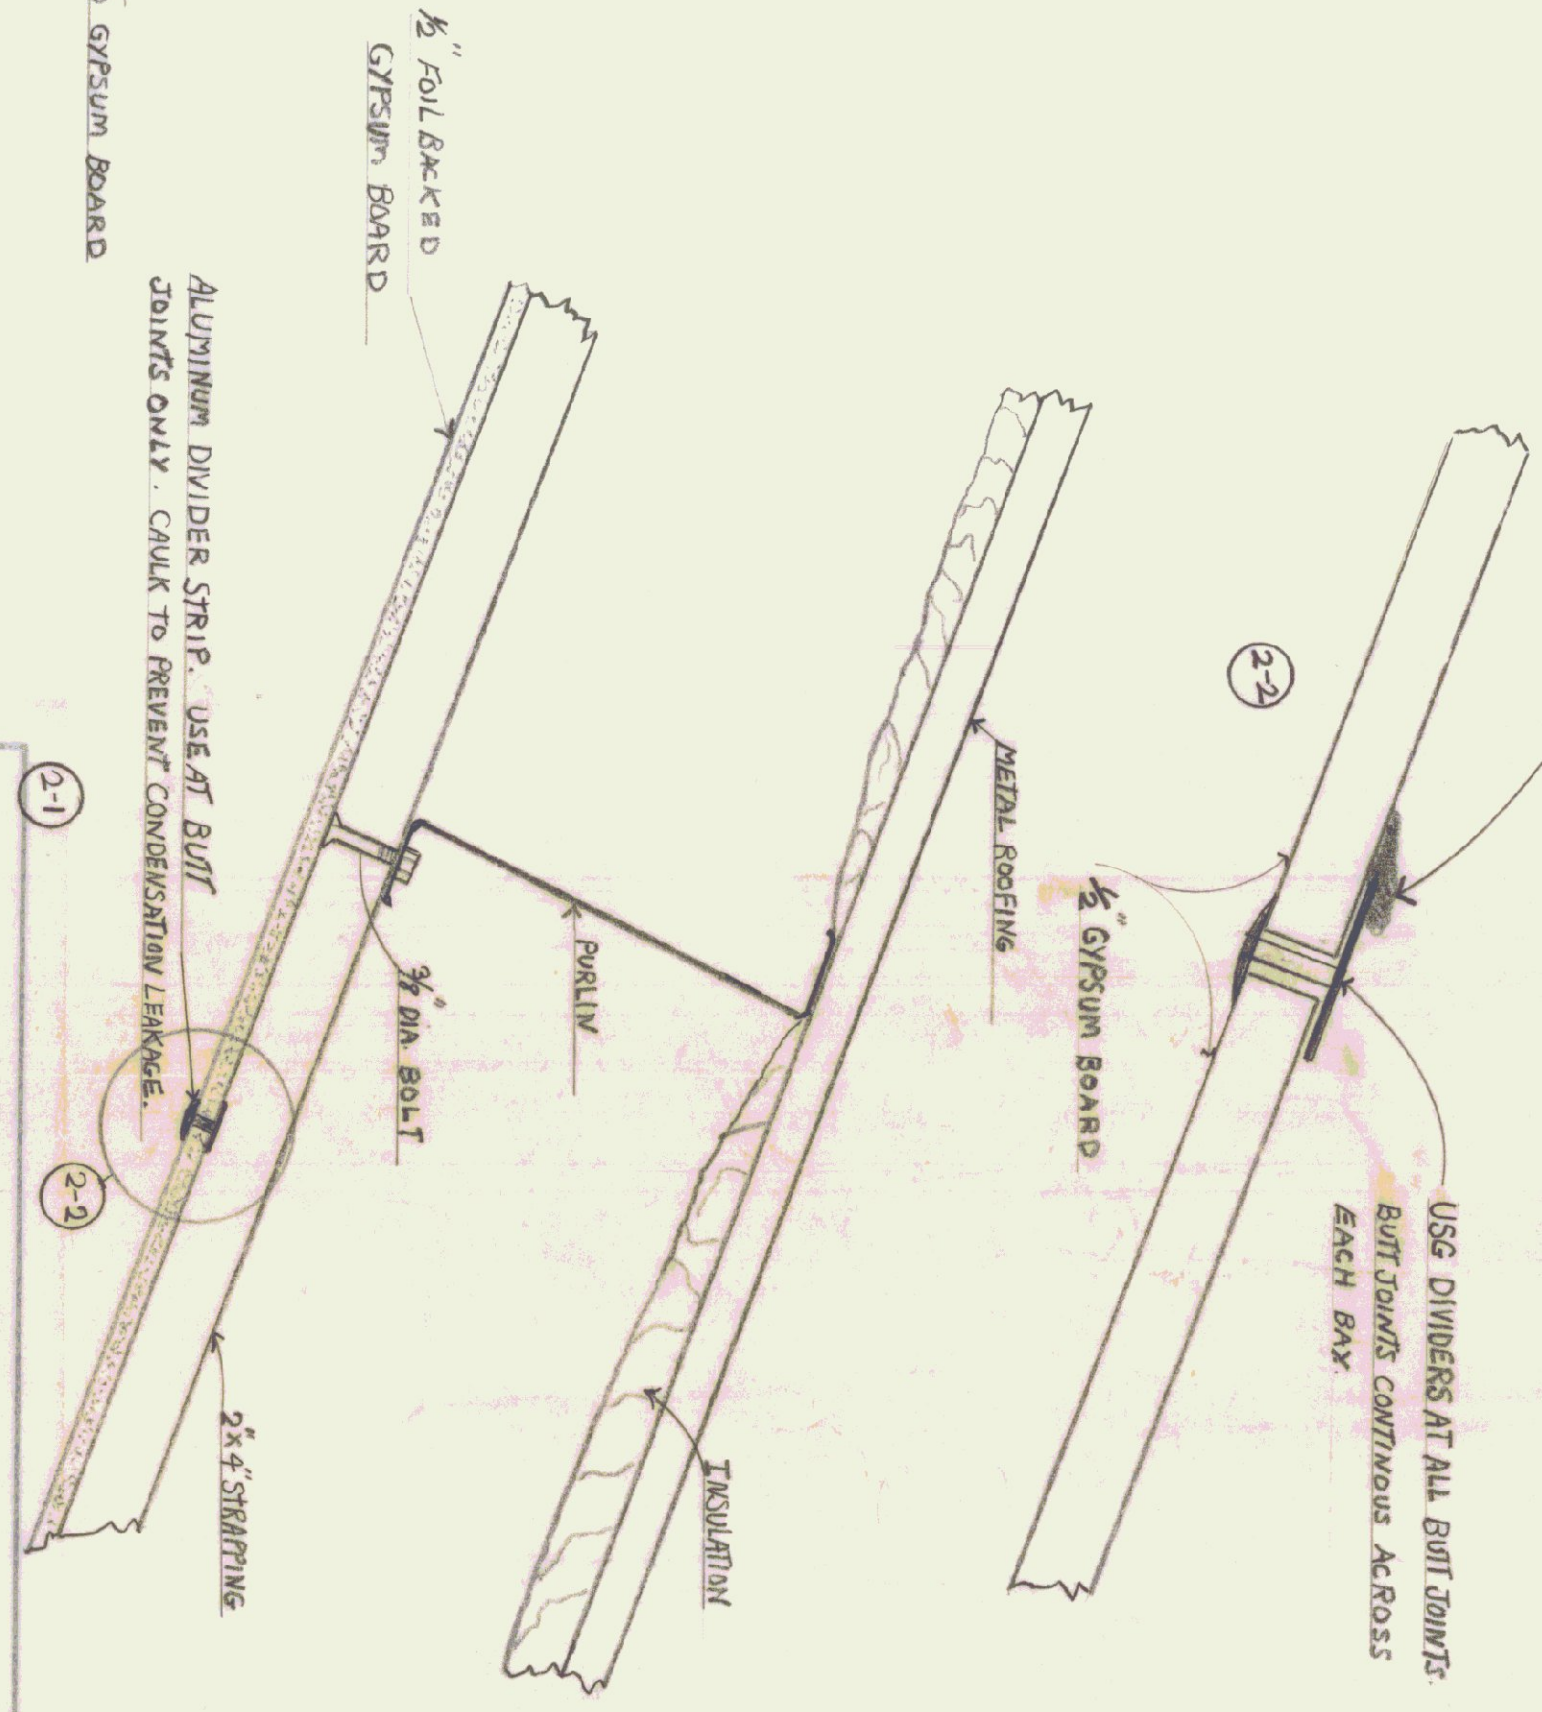 USG DIVIDERS AT ALL BUTT JOINTS.
BUTT JOINTS CONTINOUS ACROSS
EACH BAY.
2-2
½" GYPSUM BOARD
METAL ROOFING
INSULATION
PURLIN
½" FOIL BACKED
GYPSUM BOARD
⅜" DIA. BOLT
2"X4" STRAPPING
ALUMINUM DIVIDER STRIP. USE AT BUTT
JOINTS ONLY. CAULK TO PREVENT CONDENSATION LEAKAGE.
GYPSUM BOARD
2-2
2-1